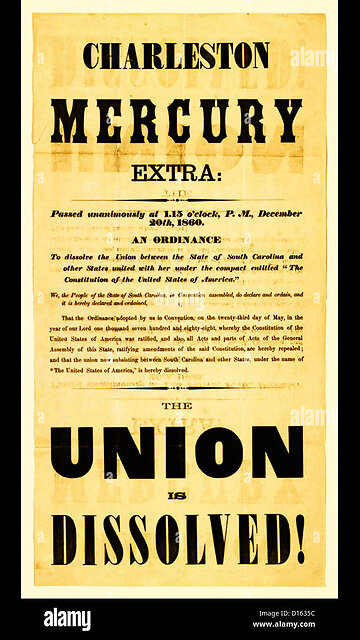 CHARLESTON
MERCURY
EXTRA:
Passed unanimously at 1.15 o'clock, P. M., December
20th, 1860.
AN ORDINANCE
To dissolve the Union between the State of South Carolina and
other States united with her under the compact entitled "The
Constitution of the United States of America."
We, the People of the State of South Carolina, in Convention assembled, do declare and ordain, and
it is hereby declared and ordained,
That the Ordinance adopted by us in Convention, on the twenty-third day of May, in the
year of our Lord one thousand seven hundred and eighty-eight, whereby the Constitution of the
United States of America was ratified, and also, all Acts and parts of Acts of the General
Assembly of this State, ratifying amendments of the said Constitution, are hereby repealed;
and that the union now subsisting between South Carolina and other States, under the name of
"The United States of America," is hereby dissolved.
THE
UNION
IS
DISSOLVED!
alamy
Image ID: D1635C
www.alamy.com